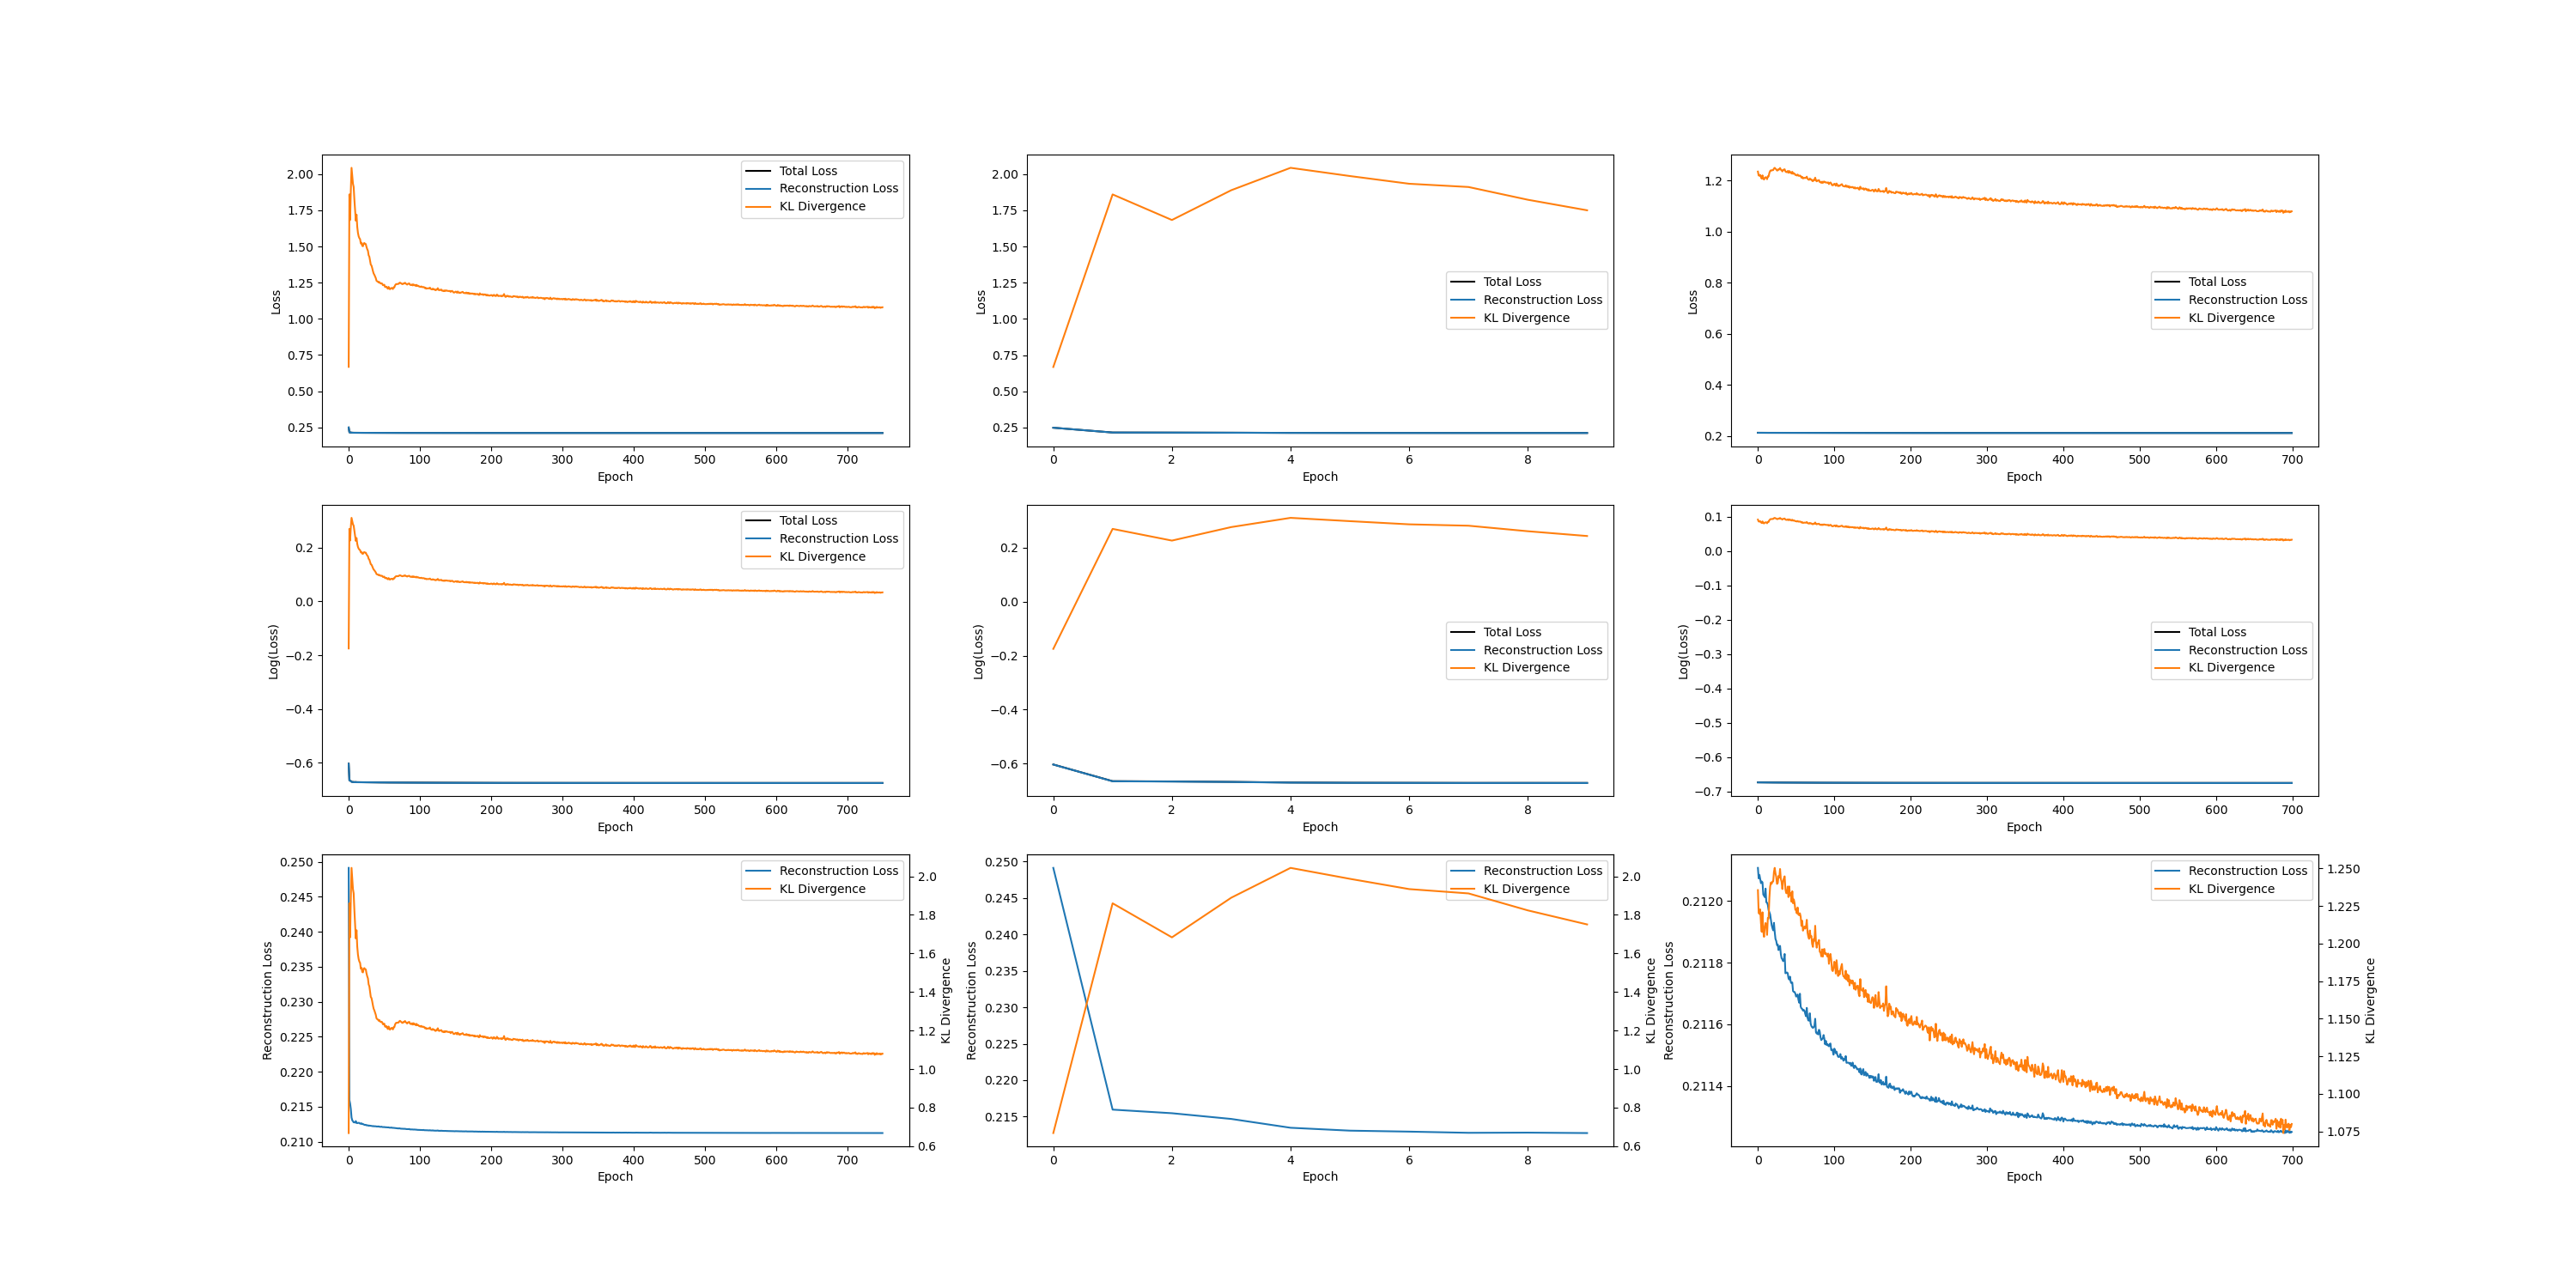 2.00
1.75
1.50
1.25
1.00
0.75
0.50
0.25
Loss
0 100 200 300 400 500 600 700
Epoch
Total Loss
Reconstruction Loss
KL Divergence
2.00
1.75
1.50
1.25
1.00
0.75
0.50
0.25
Loss
0 2 4 6 8
Epoch
Total Loss
Reconstruction Loss
KL Divergence
1.2
1.0
0.8
0.6
0.4
0.2
Loss
0 100 200 300 400 500 600 700
Epoch
Total Loss
Reconstruction Loss
KL Divergence
0.2
0.0
−0.2
−0.4
−0.6
Log(Loss)
0 100 200 300 400 500 600 700
Epoch
Total Loss
Reconstruction Loss
KL Divergence
0.2
0.0
−0.2
−0.4
−0.6
Log(Loss)
0 2 4 6 8
Epoch
Total Loss
Reconstruction Loss
KL Divergence
0.1
0.0
−0.1
−0.2
−0.3
−0.4
−0.5
−0.6
−0.7
Log(Loss)
0 100 200 300 400 500 600 700
Epoch
Total Loss
Reconstruction Loss
KL Divergence
0.250
0.245
0.240
0.235
0.230
0.225
0.220
0.215
0.210
Reconstruction Loss
0 100 200 300 400 500 600 700
Epoch
Reconstruction Loss
KL Divergence
2.0
1.8
1.6
1.4
1.2
1.0
0.8
0.6
KL Divergence
0.250
0.245
0.240
0.235
0.230
0.225
0.220
0.215
Reconstruction Loss
0 2 4 6 8
Epoch
Reconstruction Loss
KL Divergence
2.0
1.8
1.6
1.4
1.2
1.0
0.8
0.6
KL Divergence
0.2120
0.2118
0.2116
0.2114
Reconstruction Loss
0 100 200 300 400 500 600 700
Epoch
Reconstruction Loss
KL Divergence
1.250
1.225
1.200
1.175
1.150
1.125
1.100
1.075
KL Divergence